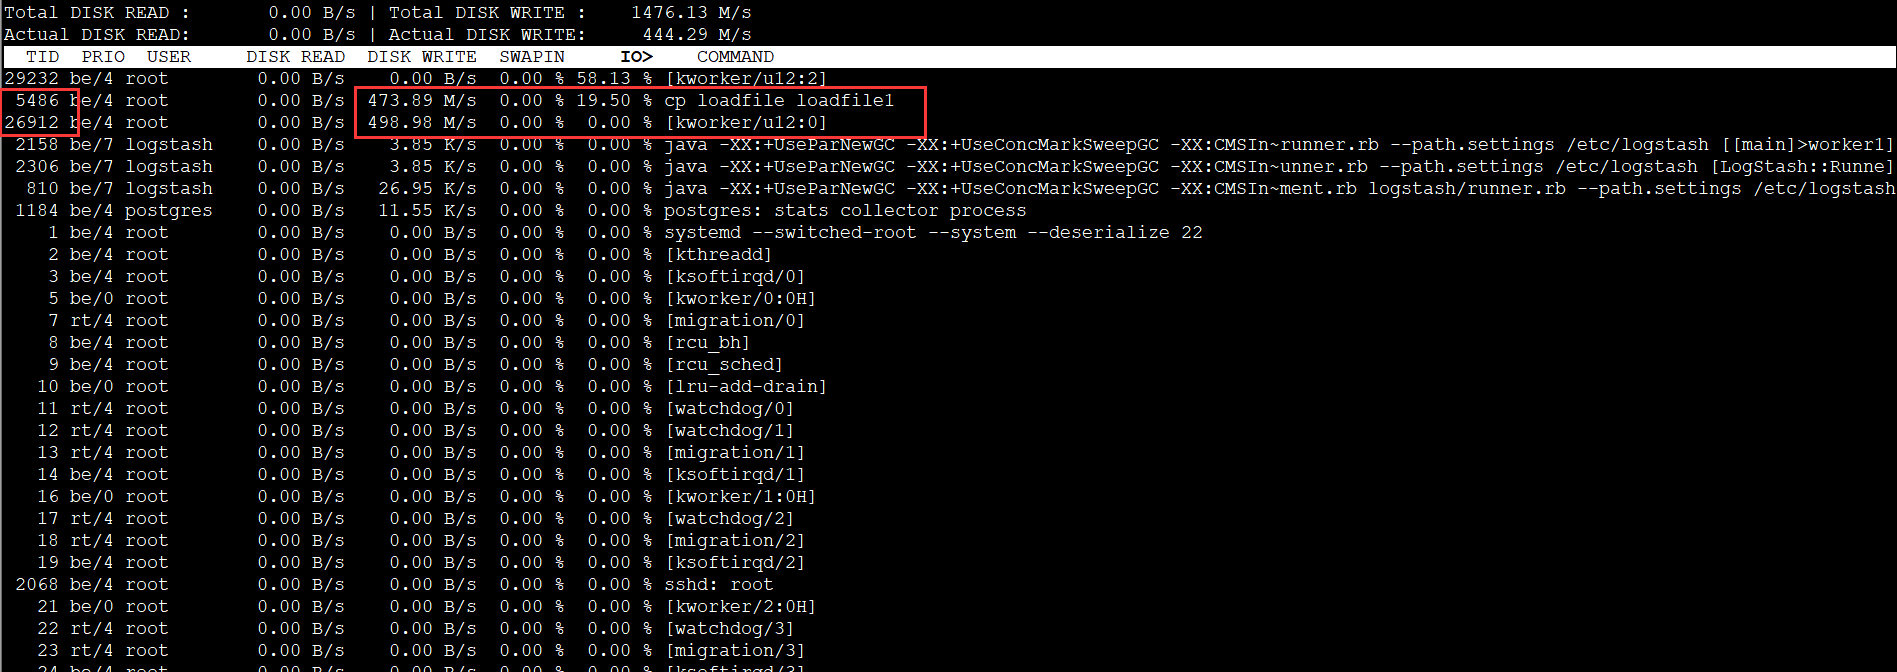 Total DISK READ :       0.00 B/s | Total DISK WRITE :    1476.13 M/s
Actual DISK READ:       0.00 B/s | Actual DISK WRITE:     444.29 M/s
TID  PRIO  USER     DISK READ  DISK WRITE  SWAPIN     IO>    COMMAND
29232 be/4 root        0.00 B/s    0.00 B/s  0.00 % 58.13 % [kworker/u12:2]
5486 be/4 root        0.00 B/s  473.89 M/s  0.00 % 19.50 % cp loadfile loadfile1
26912 be/4 root        0.00 B/s  498.98 M/s  0.00 %  0.00 % [kworker/u12:0]
2158 be/7 logstash    0.00 B/s    3.85 K/s  0.00 %  0.00 % java -XX:+UseParNewGC -XX:+UseConcMarkSweepGC -XX:CMSIn~runner.rb --path.settings /etc/logstash [[main]>worker1]
2306 be/7 logstash    0.00 B/s    3.85 K/s  0.00 %  0.00 % java -XX:+UseParNewGC -XX:+UseConcMarkSweepGC -XX:CMSIn~unner.rb --path.settings /etc/logstash [LogStash::Runne]
810 be/7 logstash    0.00 B/s   26.95 K/s  0.00 %  0.00 % java -XX:+UseParNewGC -XX:+UseConcMarkSweepGC -XX:CMSIn~ment.rb logstash/runner.rb --path.settings /etc/logstash
1184 be/4 postgres    0.00 B/s   11.55 K/s  0.00 %  0.00 % postgres: stats collector process
1 be/4 root        0.00 B/s    0.00 B/s  0.00 %  0.00 % systemd --switched-root --system --deserialize 22
2 be/4 root        0.00 B/s    0.00 B/s  0.00 %  0.00 % [kthreadd]
3 be/4 root        0.00 B/s    0.00 B/s  0.00 %  0.00 % [ksoftirqd/0]
5 be/0 root        0.00 B/s    0.00 B/s  0.00 %  0.00 % [kworker/0:0H]
7 rt/4 root        0.00 B/s    0.00 B/s  0.00 %  0.00 % [migration/0]
8 be/4 root        0.00 B/s    0.00 B/s  0.00 %  0.00 % [rcu_bh]
9 be/4 root        0.00 B/s    0.00 B/s  0.00 %  0.00 % [rcu_sched]
10 be/0 root        0.00 B/s    0.00 B/s  0.00 %  0.00 % [lru-add-drain]
11 rt/4 root        0.00 B/s    0.00 B/s  0.00 %  0.00 % [watchdog/0]
12 rt/4 root        0.00 B/s    0.00 B/s  0.00 %  0.00 % [watchdog/1]
13 rt/4 root        0.00 B/s    0.00 B/s  0.00 %  0.00 % [migration/1]
14 be/4 root        0.00 B/s    0.00 B/s  0.00 %  0.00 % [ksoftirqd/1]
16 be/0 root        0.00 B/s    0.00 B/s  0.00 %  0.00 % [kworker/1:0H]
17 rt/4 root        0.00 B/s    0.00 B/s  0.00 %  0.00 % [watchdog/2]
18 rt/4 root        0.00 B/s    0.00 B/s  0.00 %  0.00 % [migration/2]
19 be/4 root        0.00 B/s    0.00 B/s  0.00 %  0.00 % [ksoftirqd/2]
2068 be/4 root        0.00 B/s    0.00 B/s  0.00 %  0.00 % sshd: root
21 be/0 root        0.00 B/s    0.00 B/s  0.00 %  0.00 % [kworker/2:0H]
22 rt/4 root        0.00 B/s    0.00 B/s  0.00 %  0.00 % [watchdog/3]
23 rt/4 root        0.00 B/s    0.00 B/s  0.00 %  0.00 % [migration/3]
24 be/4 root        0.00 B/s    0.00 B/s  0.00 %  0.00 % [ksoftirqd/3]